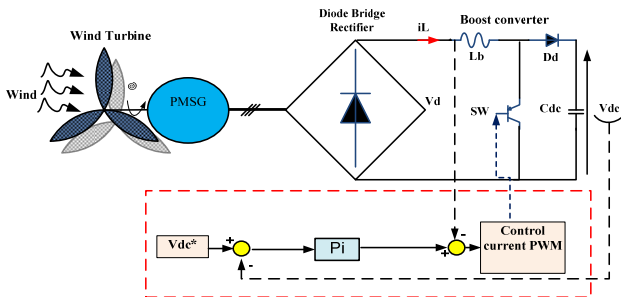 Diode Bridge
Rectifier
iL
Boost converter
Wind Turbine
Lb
Dd
Wind
PMSG
Vd
SW
Cdc
Vdc
Vdc*
+
-
Pi
-
+
Control
current PWM